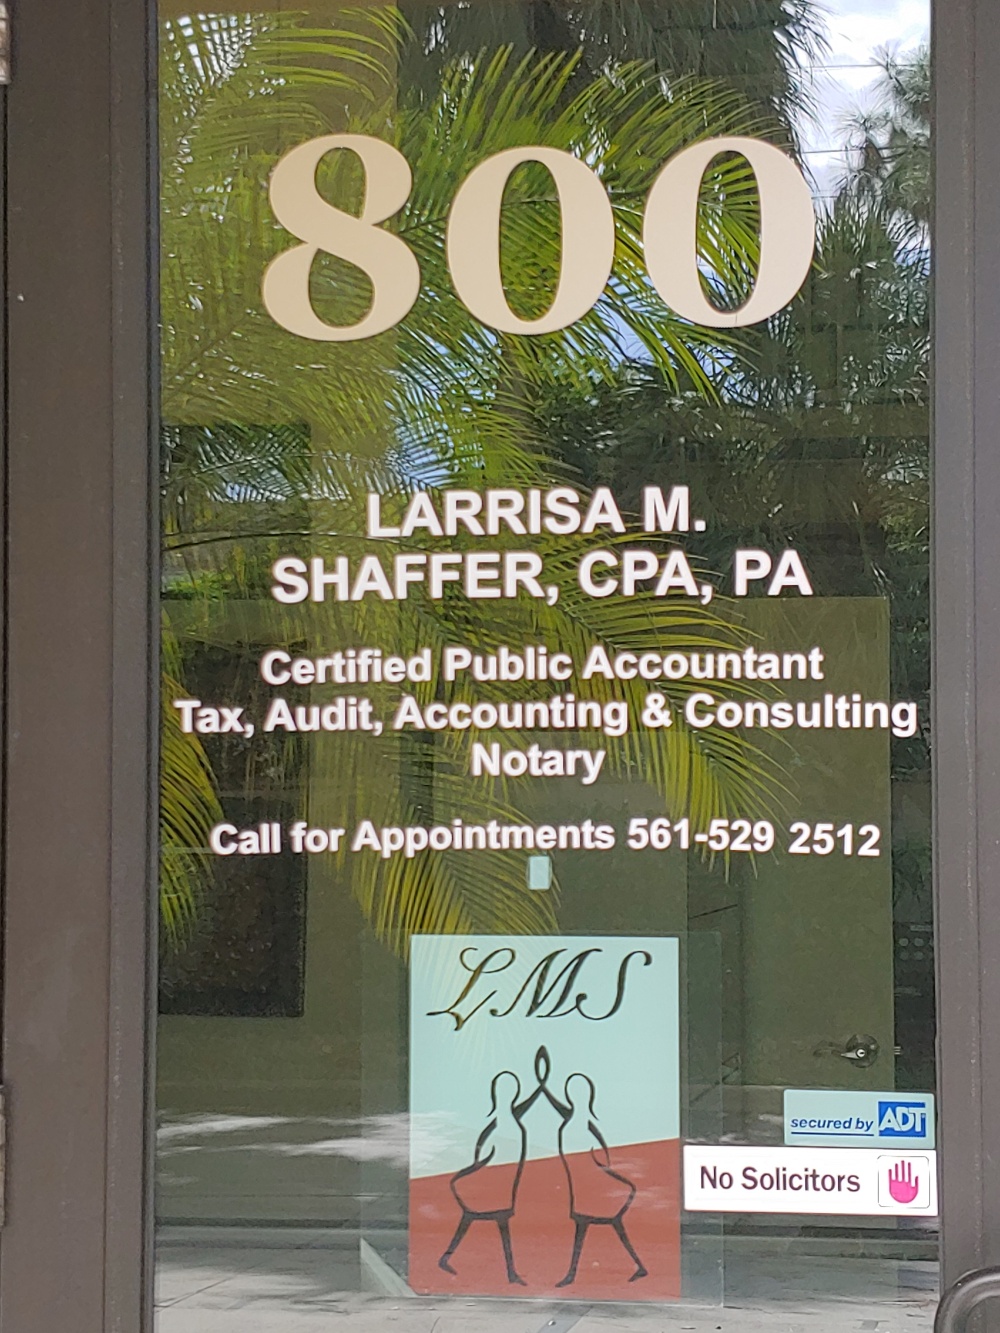 800
LARRISA M.
SHAFFER, CPA, PA
Certified Public Accountant
Tax, Audit, Accounting & Consulting
Notary
Call for Appointments 561-529 2512
LMS
secured by ADT
No Solicitors